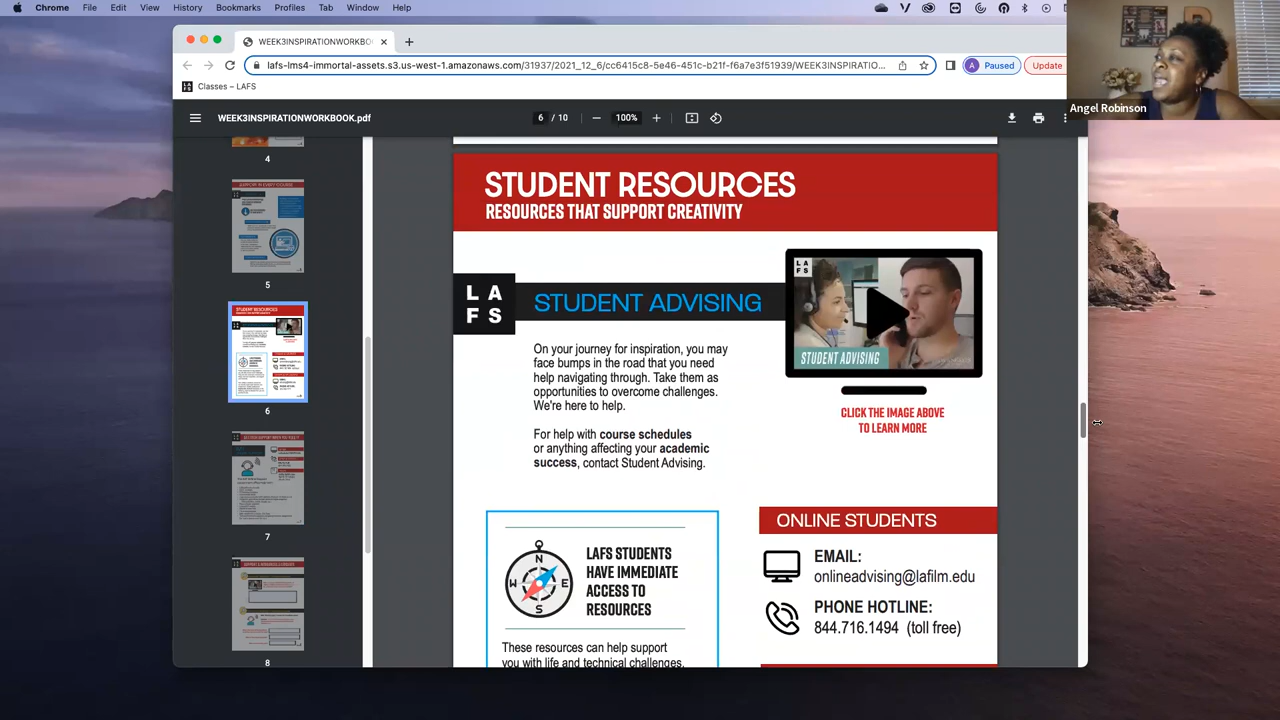 Chrome File Edit View History Bookmarks Profiles Tab Window Help
WEEK3INSPIRATIONWORKBO
lafs-lms4-immortal-assets.s3.us-west-1.amazonaws.com/31937/2021_12_6/cc6415c8-5e46-451c-b21f-f6a7e3f51939/WEEK3INSPIRATIO...
A Paused
Update
Classes – LAFS
Angel Robinson
WEEK3INSPIRATIONWORKBOOK.pdf
6 / 10
100%
4
5
6
7
8
STUDENT RESOURCES
RESOURCES THAT SUPPORT CREATIVITY
LA
FS
STUDENT ADVISING
On your journey for inspiration, you may
face bumps in the road that you need
help navigating through. Take them as
opportunities to overcome challenges.
We're here to help.
For help with course schedules
or anything affecting your academic
success, contact Student Advising.
LA
FS
STUDENT ADVISING
CLICK THE IMAGE ABOVE
TO LEARN MORE
N
W E
S
LAFS STUDENTS
HAVE IMMEDIATE
ACCESS TO
RESOURCES
These resources can help support
you with life and technical challenges.
ONLINE STUDENTS
EMAIL:
onlineadvising@lafilm.edu
PHONE HOTLINE:
844.716.1494 (toll free)